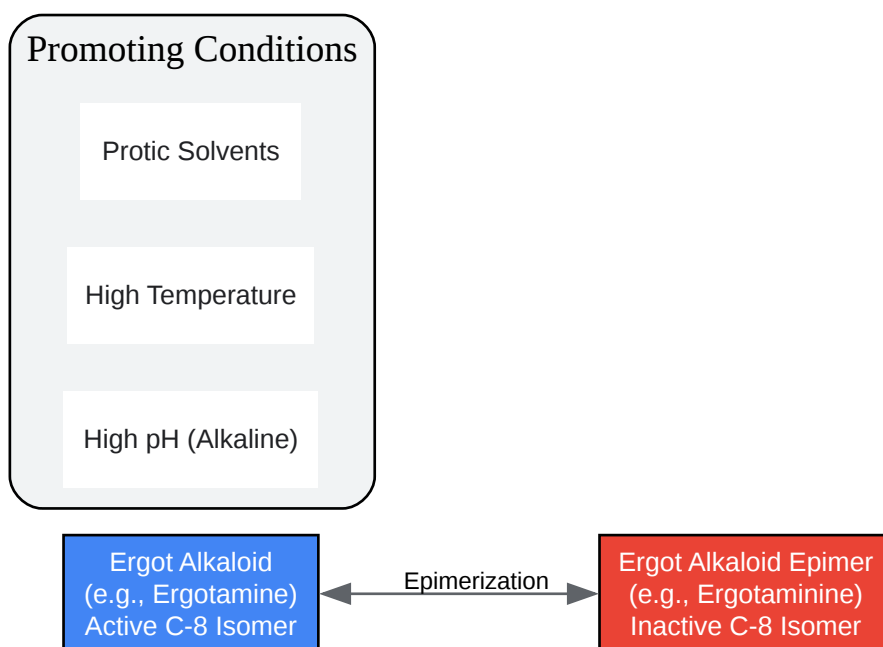 Promoting Conditions
Protic Solvents
High Temperature
High pH (Alkaline)
Ergot Alkaloid
(e.g., Ergotamine)
Active C-8 Isomer
Epimerization
Ergot Alkaloid Epimer
(e.g., Ergotaminine)
Inactive C-8 Isomer